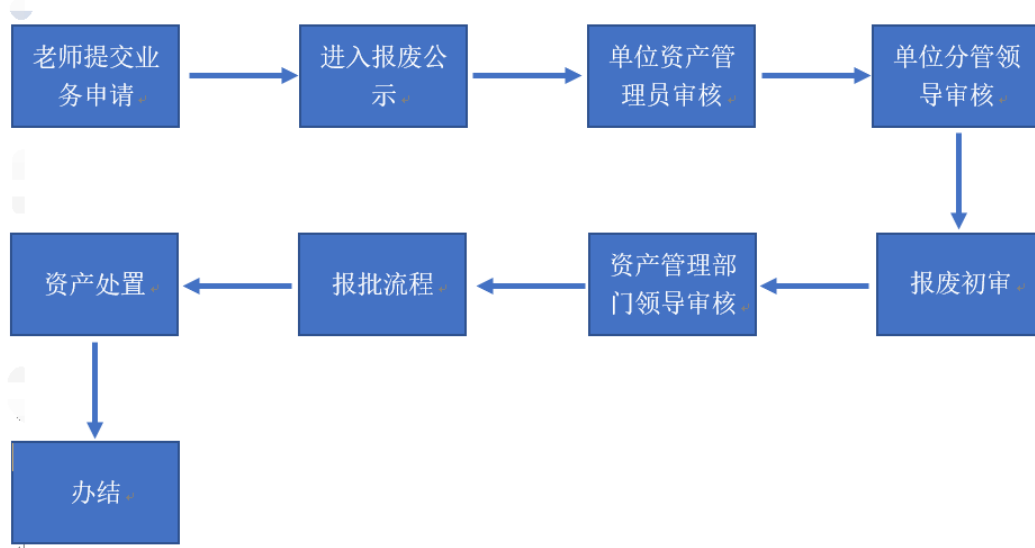 老师提交业
务申请
进入报废公
示
单位资产管
理员审核
单位分管领
导审核
报废初审
资产管理部
门领导审核
报批流程
资产处置
办结